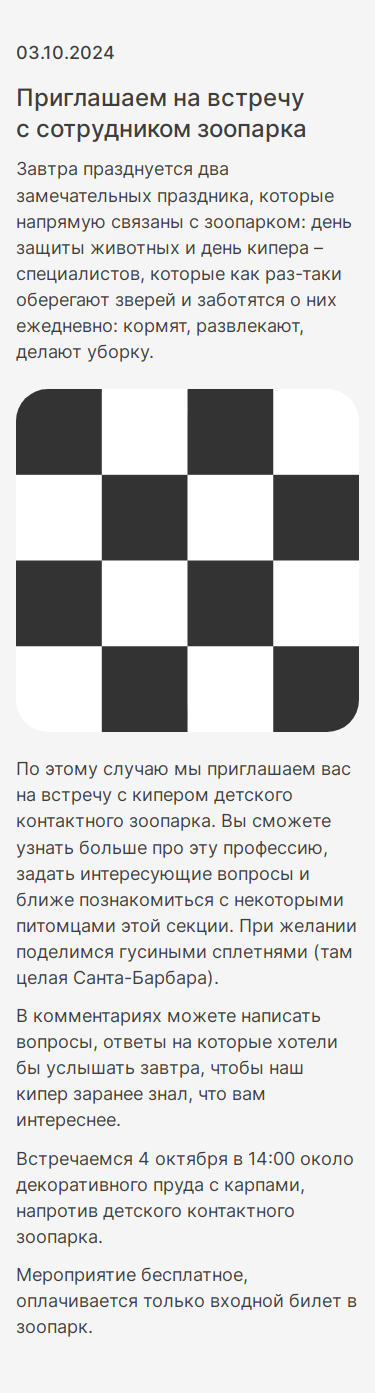 03.10.2024
Приглашаем на встречу
с сотрудником зоопарка
Завтра празднуется два
замечательных праздника, которые
напрямую связаны с зоопарком: день
защиты животных и день кипера –
специалистов, которые как раз-таки
оберегают зверей и заботятся о них
ежедневно: кормят, развлекают,
делают уборку.
По этому случаю мы приглашаем вас
на встречу с кипером детского
контактного зоопарка. Вы сможете
узнать больше про эту профессию,
задать интересующие вопросы и
ближе познакомиться с некоторыми
питомцами этой секции. При желании
поделимся гусиными сплетнями (там
целая Санта-Барбара).
В комментариях можете написать
вопросы, ответы на которые хотели
бы услышать завтра, чтобы наш
кипер заранее знал, что вам
интереснее.
Встречаемся 4 октября в 14:00 около
декоративного пруда с карпами,
напротив детского контактного
зоопарка.
Мероприятие бесплатное,
оплачивается только входной билет в
зоопарк.